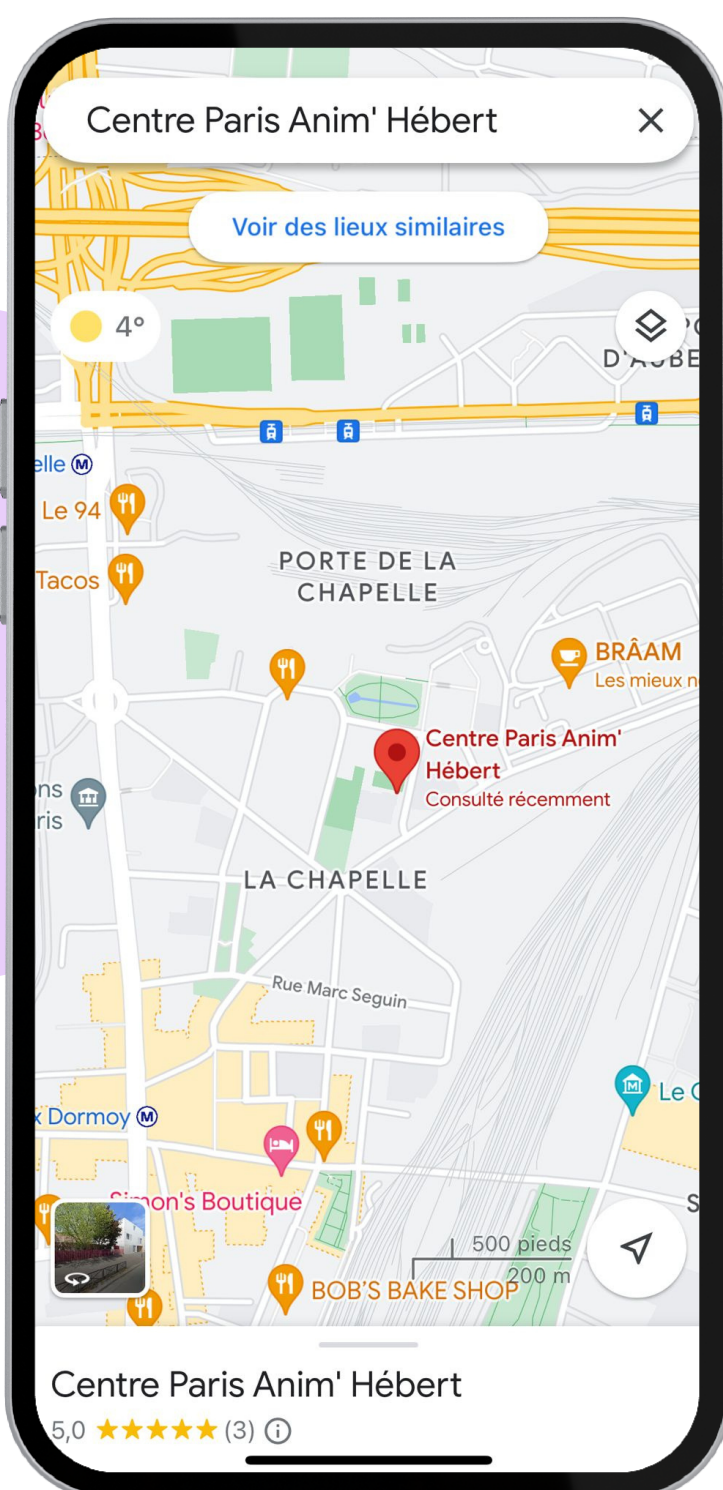 Centre Paris Anim' Hébert
Voir des lieux similaires
4°
D'AUBE
elle M
Le 94
Tacos
PORTE DE LA
CHAPELLE
BRÂAM
Les mieux n
Centre Paris Anim'
Hébert
Consulté récemment
ns
ris
LA CHAPELLE
Rue Marc Seguin
Le
x Dormoy M
Simon's Boutique
500 pieds
200 m
BOB'S BAKE SHOP
S
Centre Paris Anim' Hébert
5,0 (3)